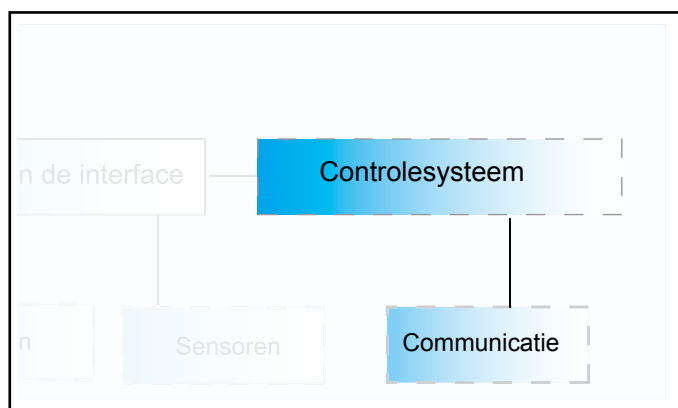 n de interface
Controlesysteem
n
Sensoren
Communicatie